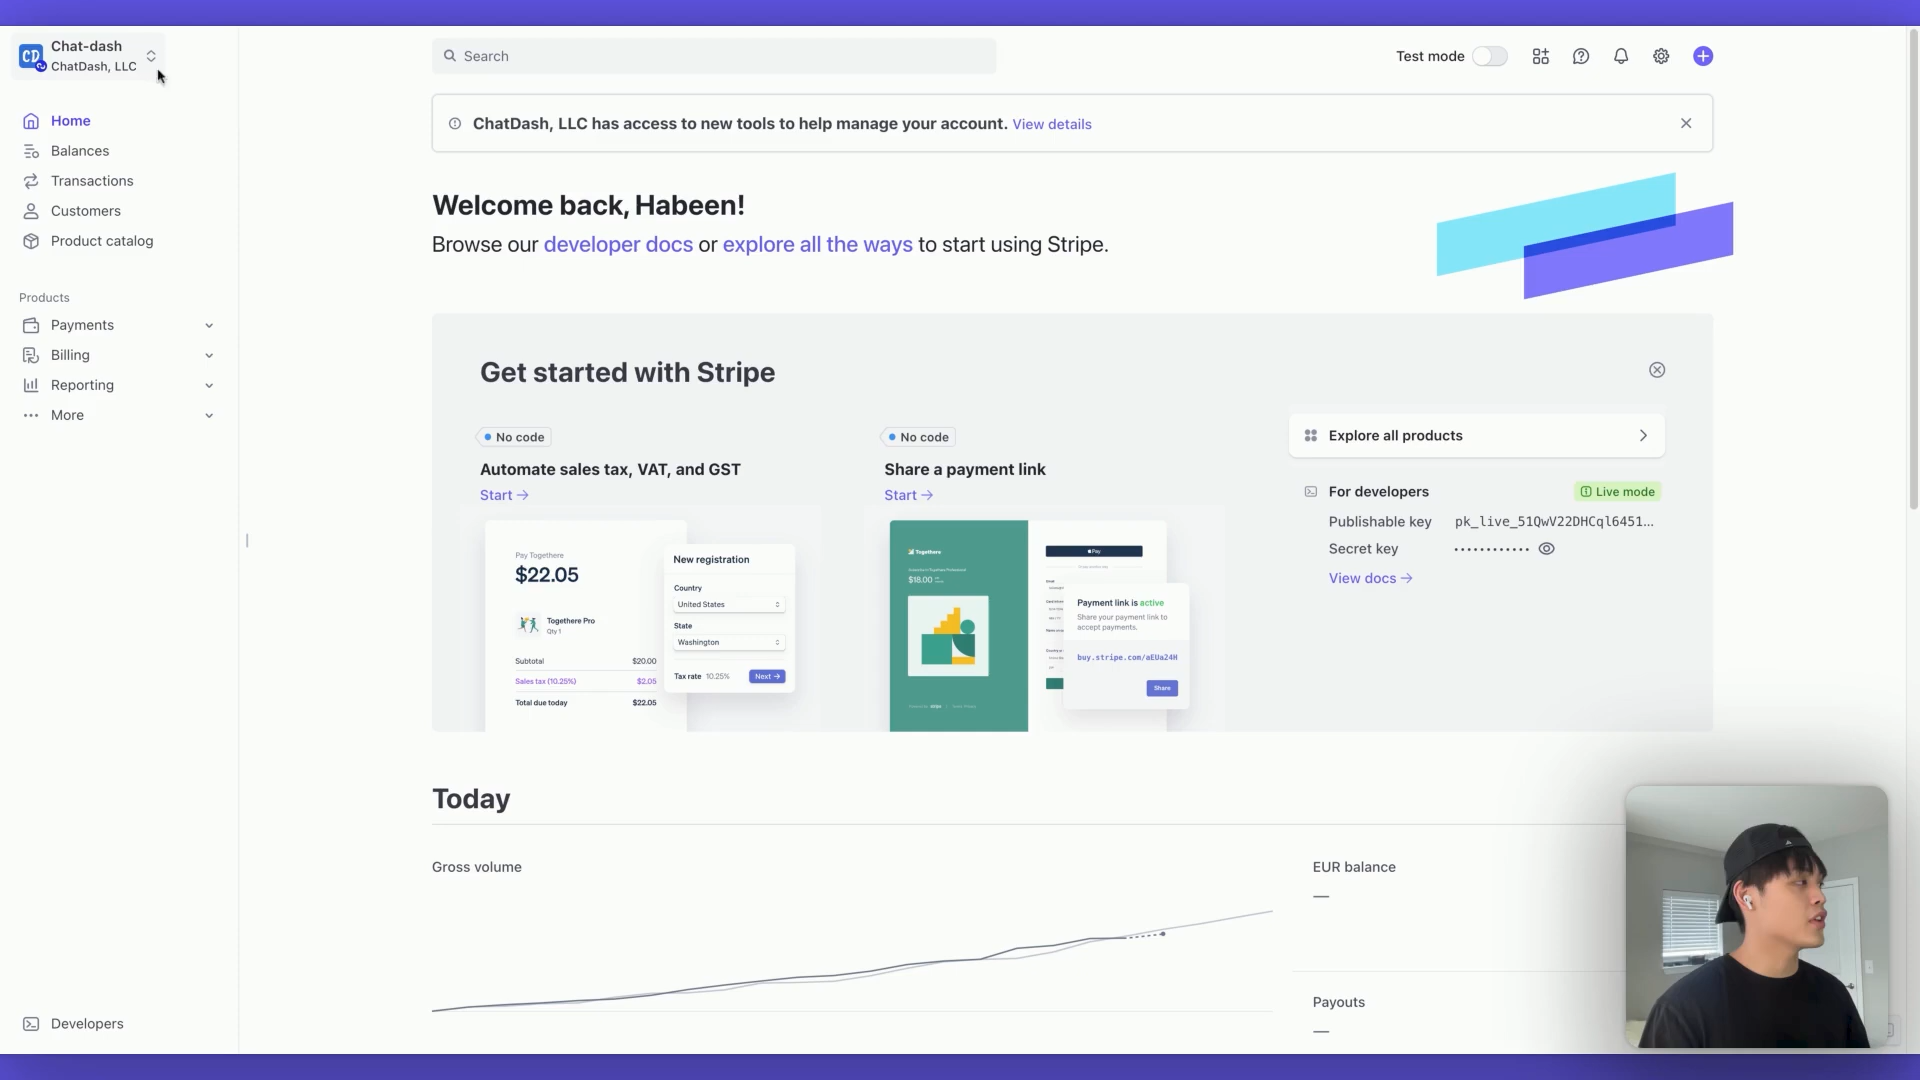 CD
Chat-dash
ChatDash, LLC
Search
Test mode
Home
Balances
Transactions
Customers
Product catalog
Products
Payments
Billing
Reporting
More
Developers
ChatDash, LLC has access to new tools to help manage your account. View details
Welcome back, Habeen!
Browse our developer docs or explore all the ways to start using Stripe.
Get started with Stripe
No code
Automate sales tax, VAT, and GST
Start →
Pay Togethere
$22.05
Togethere Pro
Qty 1
Subtotal $20.00
Sales tax (10.25%) $2.05
Total due today $22.05
New registration
Country
United States
State
Washington
Tax rate 10.25% Next →
No code
Share a payment link
Start →
Togethere
$18.00
Pay
Payment link is active
Share your payment link to
accept payments.
buy.stripe.com/aEUa24H
Share
Explore all products
For developers
Live mode
Publishable key pk_live_51QwV22DHCql6451...
Secret key ••••••••••••
View docs →
Today
Gross volume
EUR balance
—
Payouts
—